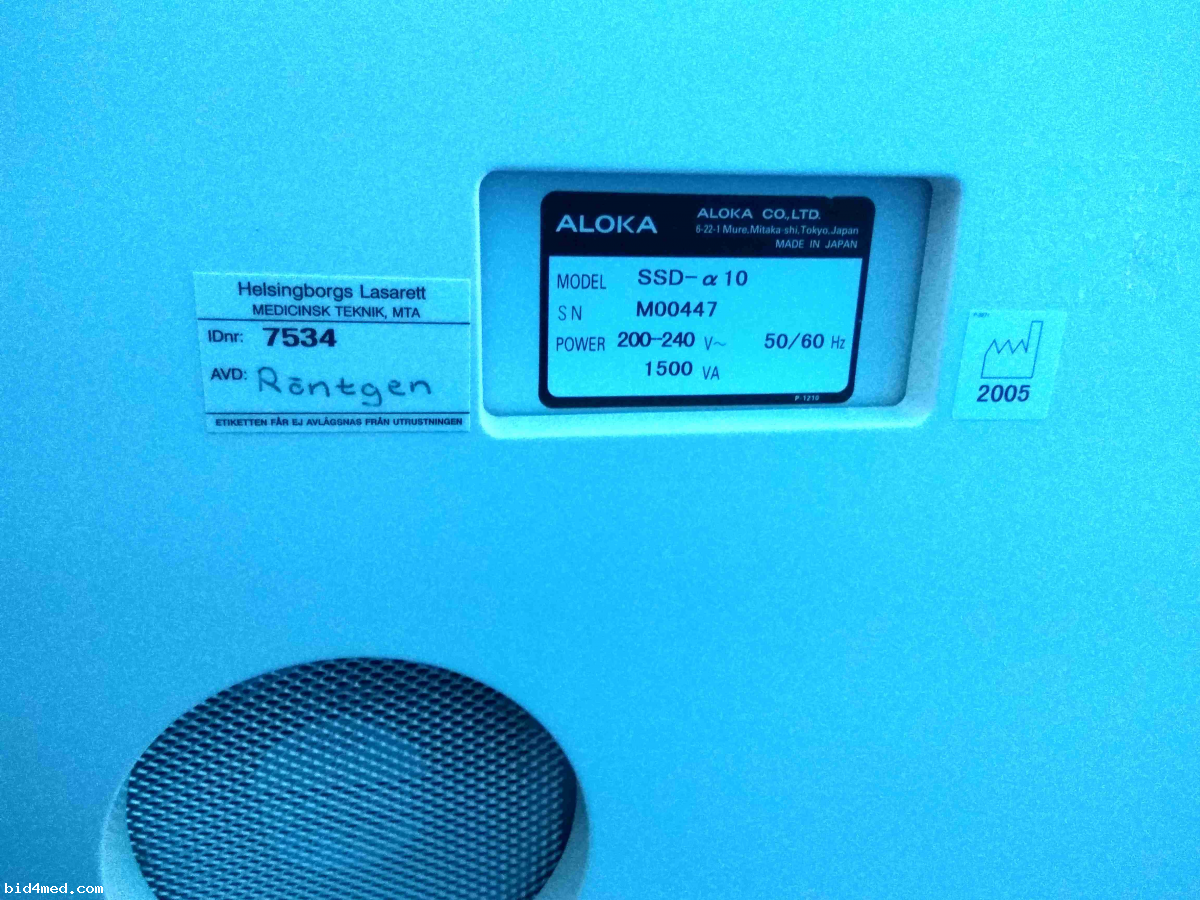 Helsingborgs Lasarett
MEDICINSK TEKNIK, MTA
IDnr: 7534
AVD: Röntgen
ETIKETTEN FÅR EJ AVLÄGSNAS FRÅN UTRUSTNINGEN
ALOKA
ALOKA CO.,LTD.
6-22-1 Mure,Mitaka-shi,Tokyo,Japan
MADE IN JAPAN
MODEL SSD-α10
SN M00447
POWER 200-240 V~ 50/60 Hz
1500 VA
P-1210
2005
bid4med.com